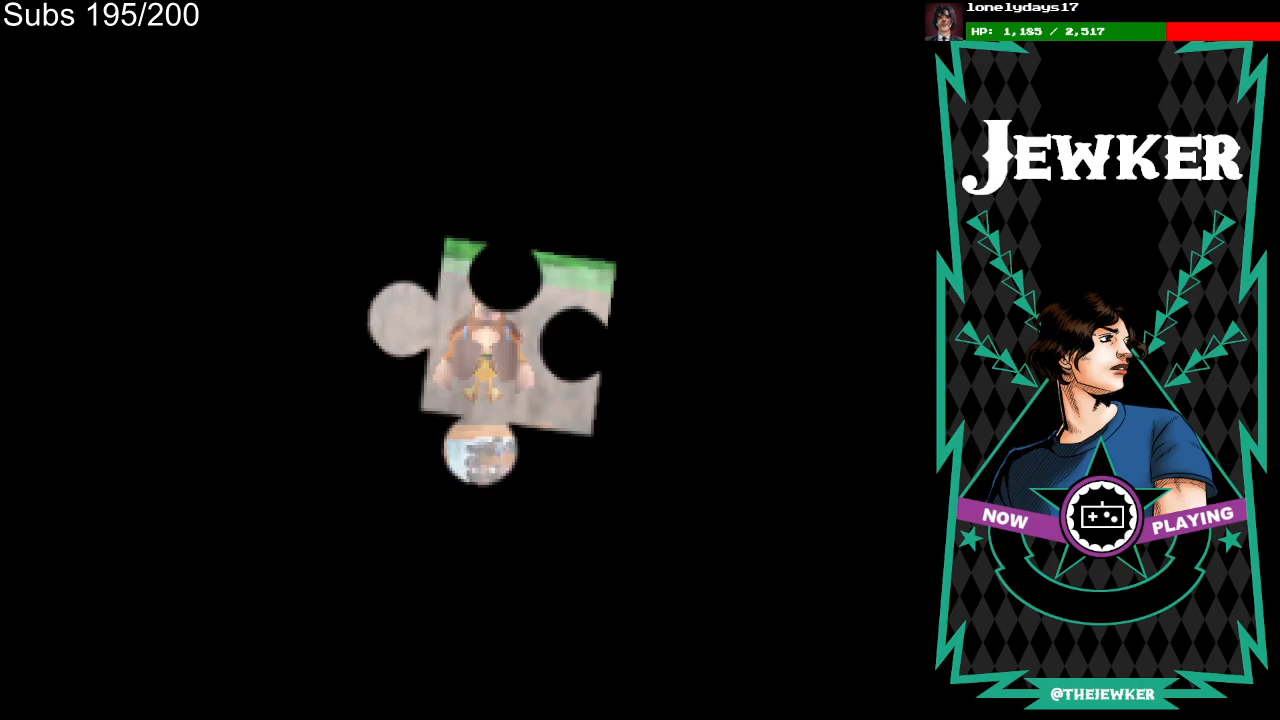 Subs 195/200
lonelydays17
HP: 1,185 / 2,517
JEWKER
NOW PLAYING
@THEJEWKER